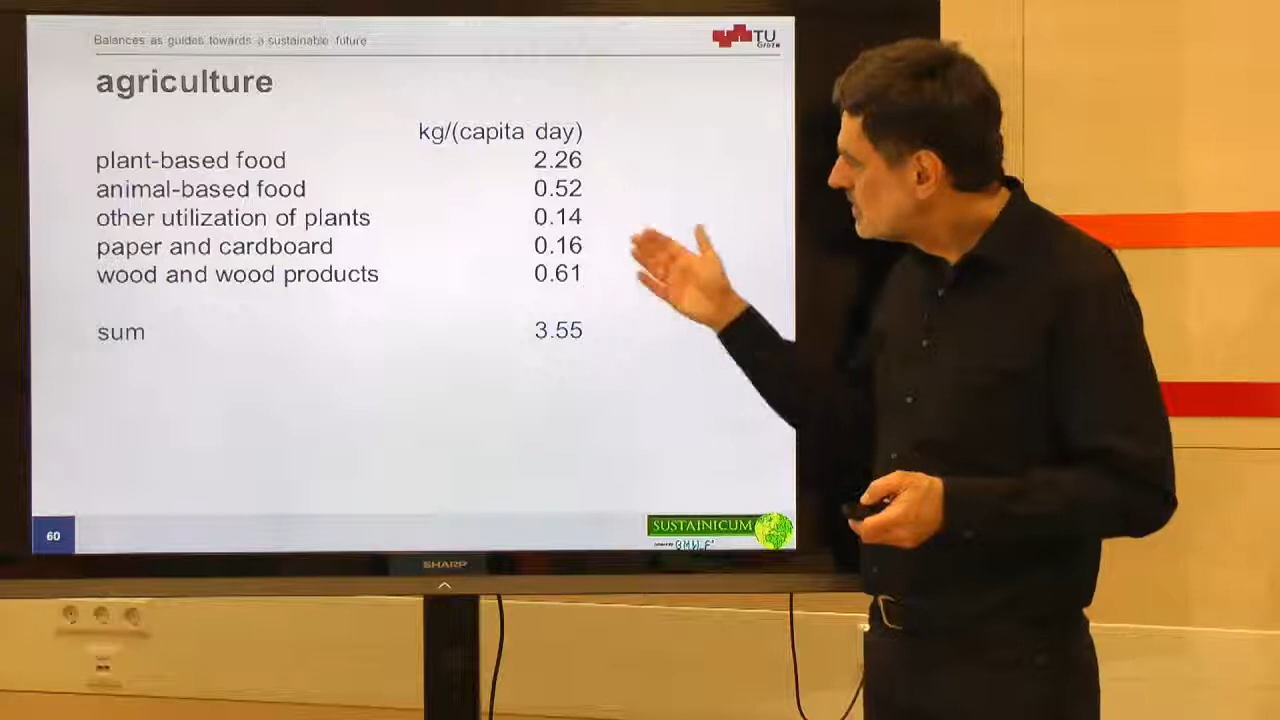 Balances as guides towards a sustainable future
TU
Graz
agriculture
kg/(capita day)
plant-based food 2.26
animal-based food 0.52
other utilization of plants 0.14
paper and cardboard 0.16
wood and wood products 0.61
sum 3.55
60
SUSTAINICUM
SHARP